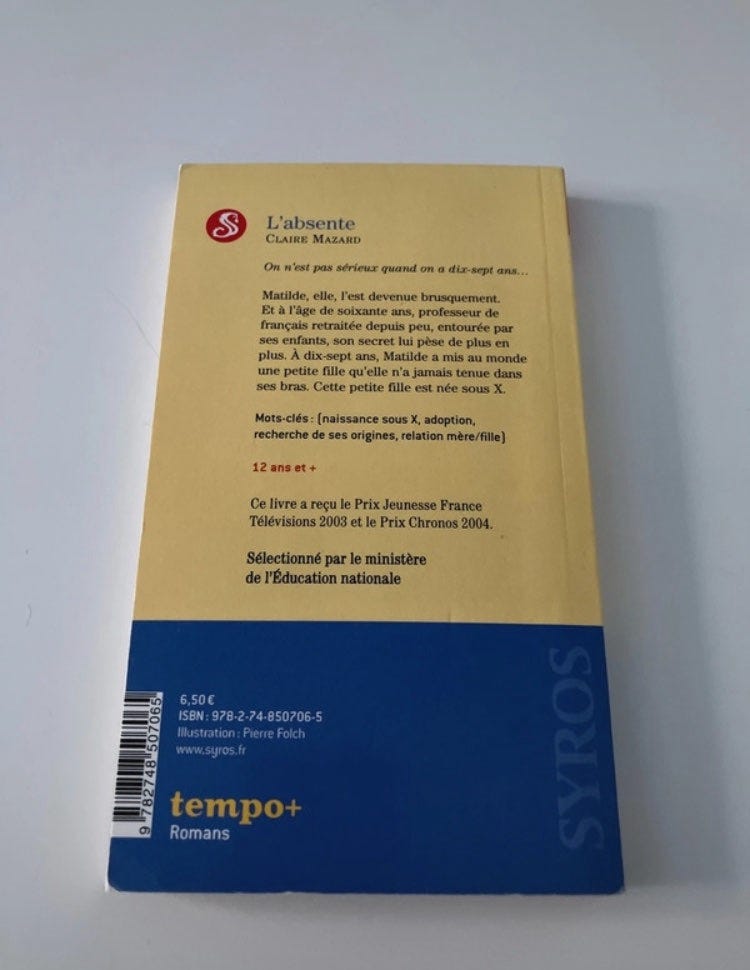 S
L'absente
CLAIRE MAZARD
On n'est pas sérieux quand on a dix-sept ans...
Matilde, elle, l'est devenue brusquement.
Et à l'âge de soixante ans, professeur de
français retraitée depuis peu, entourée par
ses enfants, son secret lui pèse de plus en
plus. À dix-sept ans, Matilde a mis au monde
une petite fille qu'elle n'a jamais tenue dans
ses bras. Cette petite fille est née sous X.
Mots-clés : (naissance sous X, adoption,
recherche de ses origines, relation mère/fille)
12 ans et +
Ce livre a reçu le Prix Jeunesse France
Télévisions 2003 et le Prix Chronos 2004.
Sélectionné par le ministère
de l'Éducation nationale
6,50 €
ISBN : 978-2-74-850706-5
Illustration : Pierre Folch
www.syros.fr
9 782748 507065
tempo+
Romans
SYROS